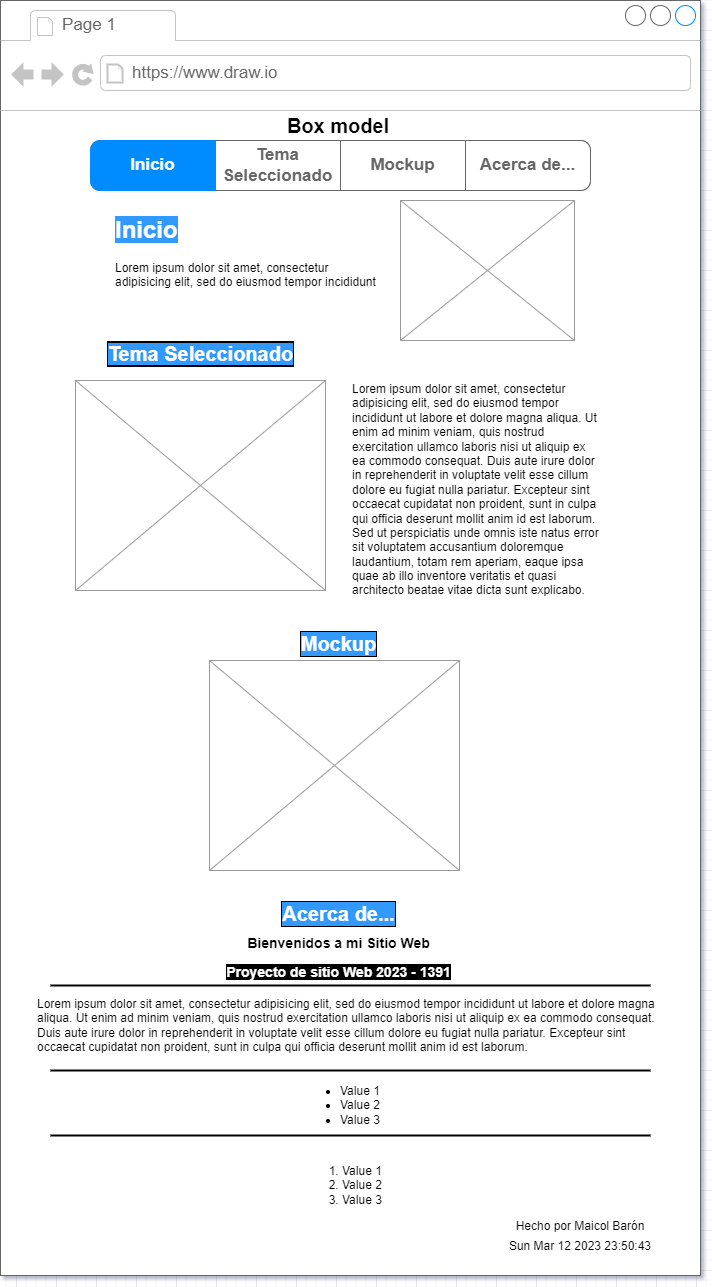 Page 1
https://www.draw.io
Box model
Inicio
Tema
Seleccionado
Mockup
Acerca de...
Inicio
Lorem ipsum dolor sit amet, consectetur
adipisicing elit, sed do eiusmod tempor incididunt
Tema Seleccionado
Lorem ipsum dolor sit amet, consectetur
adipisicing elit, sed do eiusmod tempor
incididunt ut labore et dolore magna aliqua. Ut
enim ad minim veniam, quis nostrud
exercitation ullamco laboris nisi ut aliquip ex
ea commodo consequat. Duis aute irure dolor
in reprehenderit in voluptate velit esse cillum
dolore eu fugiat nulla pariatur. Excepteur sint
occaecat cupidatat non proident, sunt in culpa
qui officia deserunt mollit anim id est laborum.
Sed ut perspiciatis unde omnis iste natus error
sit voluptatem accusantium doloremque
laudantium, totam rem aperiam, eaque ipsa
quae ab illo inventore veritatis et quasi
architecto beatae vitae dicta sunt explicabo.
Mockup
Acerca de...
Bienvenidos a mi Sitio Web
Proyecto de sitio Web 2023 - 1391
Lorem ipsum dolor sit amet, consectetur adipisicing elit, sed do eiusmod tempor incididunt ut labore et dolore magna
aliqua. Ut enim ad minim veniam, quis nostrud exercitation ullamco laboris nisi ut aliquip ex ea commodo consequat.
Duis aute irure dolor in reprehenderit in voluptate velit esse cillum dolore eu fugiat nulla pariatur. Excepteur sint
occaecat cupidatat non proident, sunt in culpa qui officia deserunt mollit anim id est laborum.
• Value 1
• Value 2
• Value 3
1. Value 1
2. Value 2
3. Value 3
Hecho por Maicol Barón
Sun Mar 12 2023 23:50:43